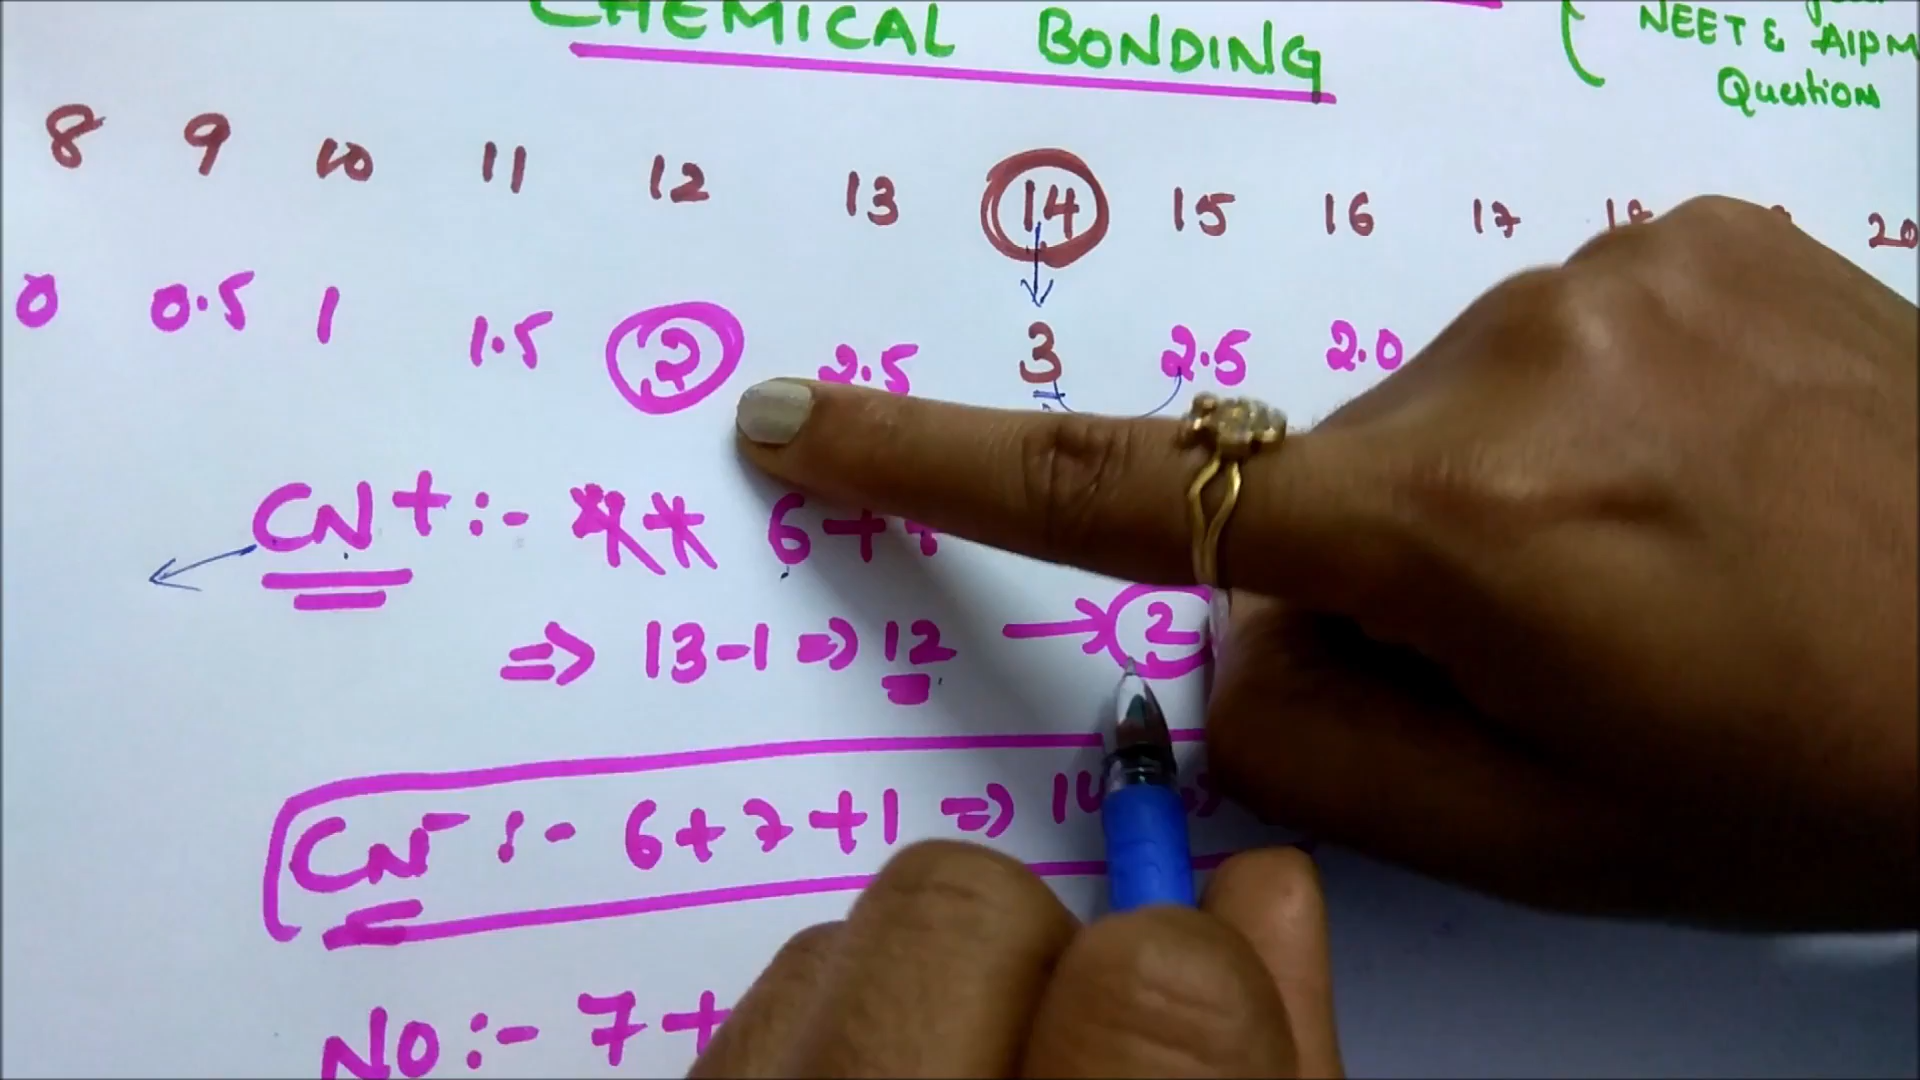 CHEMICAL BONDING
NEET &
Questions
8 9 10 11 12 13 14 15 16 17 20
0 0.5 1 1.5 2 2.5 3 2.5 2.0
CN+ :- 6+
=> 13-1 => 12 → 2
CN- :- 6+7+1 => 14 =>
NO :- 7+